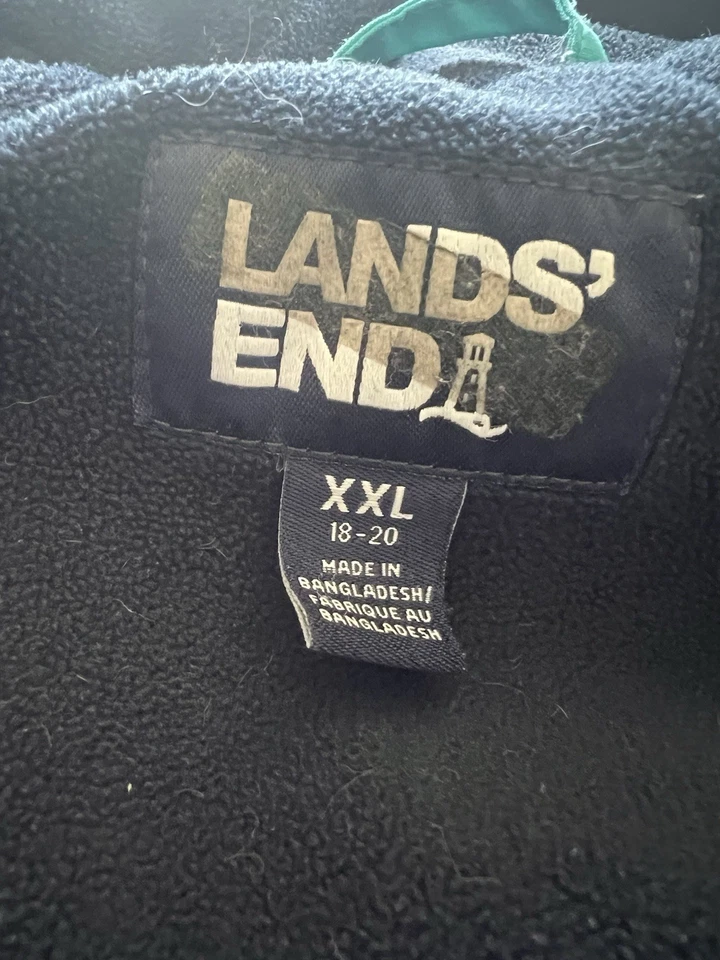 LANDS'
END
XXL
18-20
MADE IN
BANGLADESH/
FABRIQUE AU
BANGLADESH